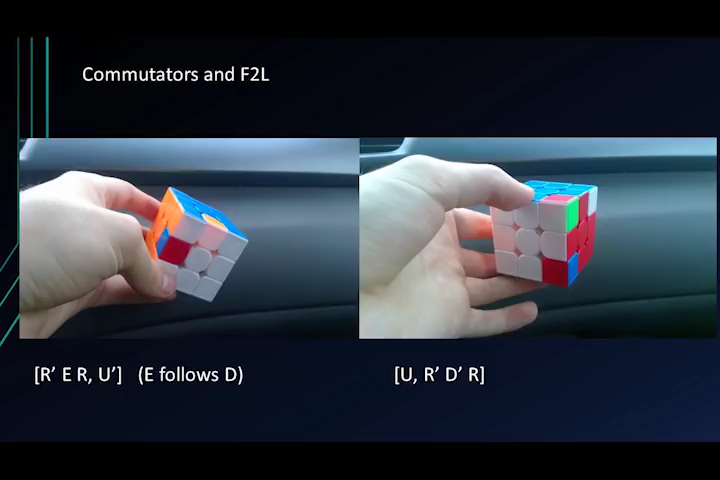 Commutators and F2L
[R’ E R, U’] (E follows D)
[U, R’ D’ R]